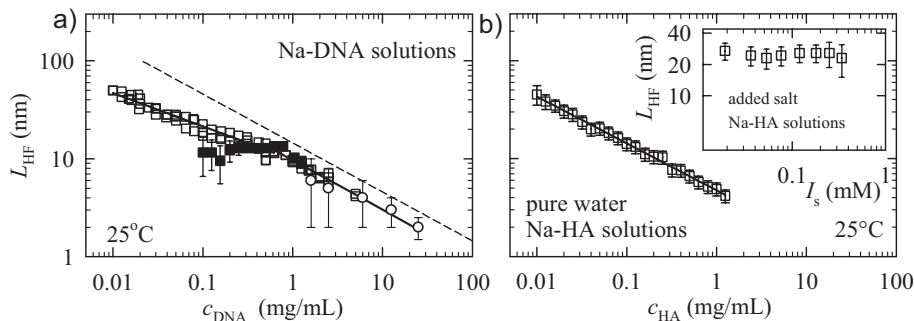 a)
Na-DNA solutions
100
10
1
L_HF (nm)
25°C
0.01
0.1
1
10
100
c_DNA (mg/mL)
b)
L_HF (nm)
40
20
10
added salt
Na-HA solutions
0.1
1
I_s (mM)
pure water
Na-HA solutions
25°C
0.01
0.1
1
10
100
c_HA (mg/mL)